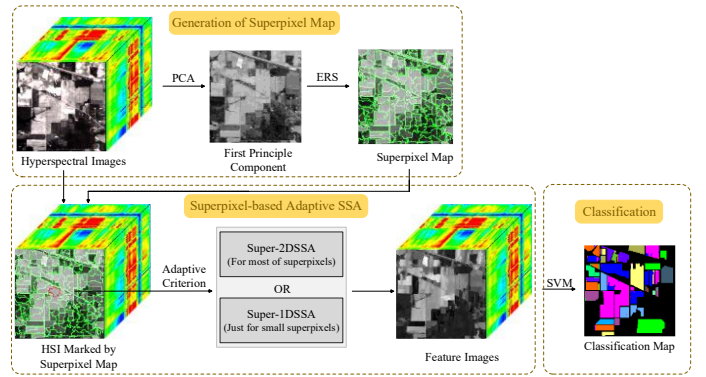 Generation of Superpixel Map
PCA
ERS
Hyperspectral Images
First Principle
Component
Superpixel Map
Superpixel-based Adaptive SSA
Classification
Adaptive
Criterion
Super-2DSSA
(For most of superpixels)
OR
Super-1DSSA
(Just for small superpixels)
SVM
HSI Marked by
Superpixel Map
Feature Images
Classification Map